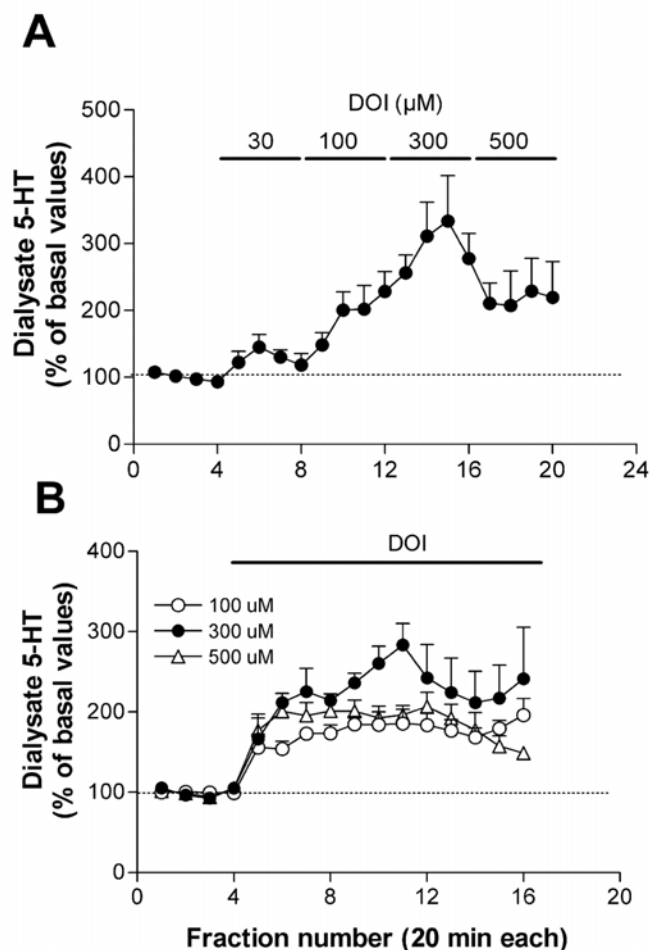 A
DOI (µM)
30 100 300 500
500
400
300
200
100
0
Dialysate 5-HT
(% of basal values)
0 4 8 12 16 20 24
B
DOI
400
300
200
100
0
100 uM
300 uM
500 uM
Dialysate 5-HT
(% of basal values)
0 4 8 12 16 20
Fraction number (20 min each)